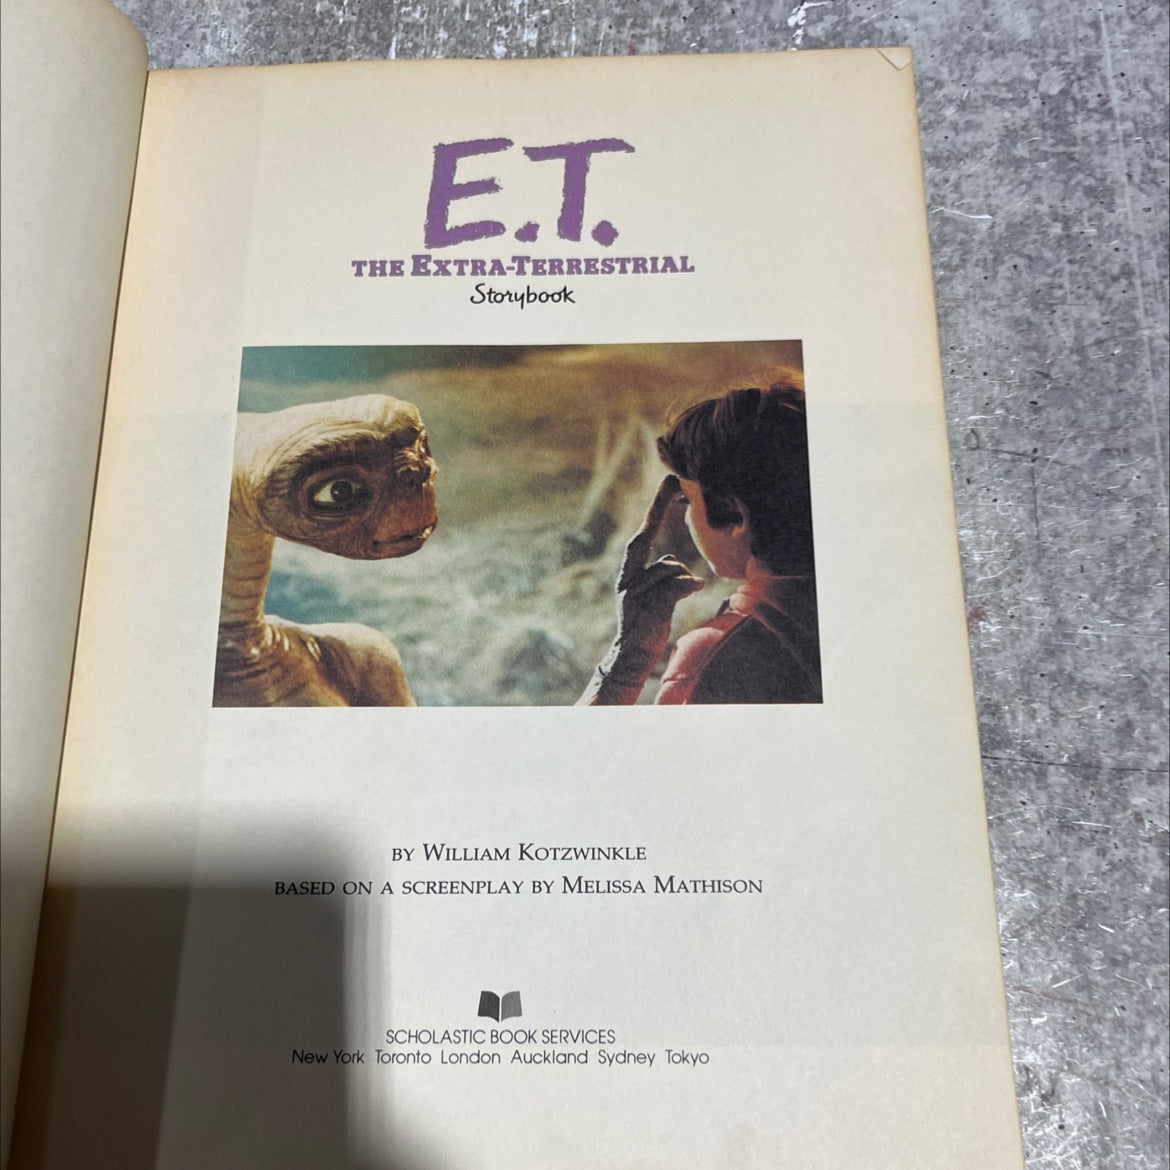 E.T.
THE EXTRA-TERRESTRIAL
Storybook
BY WILLIAM KOTZWINKLE
BASED ON A SCREENPLAY BY MELISSA MATHISON
SCHOLASTIC BOOK SERVICES
New York Toronto London Auckland Sydney Tokyo